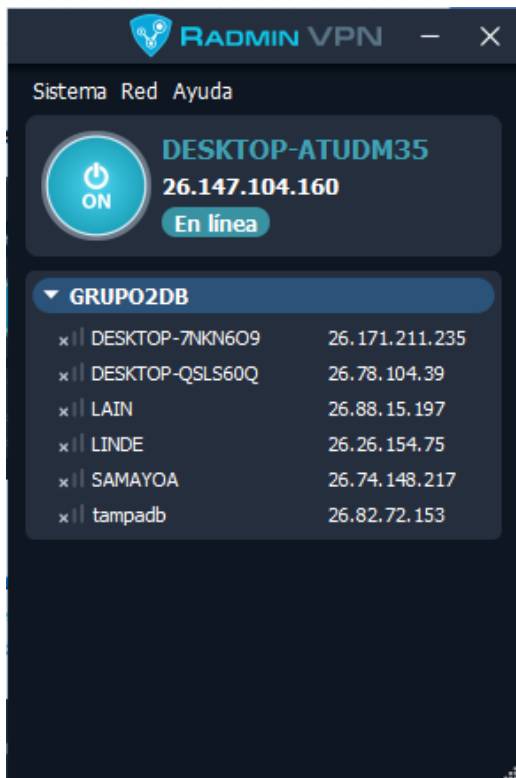 RADMIN VPN
Sistema Red Ayuda
ON
DESKTOP-ATUDM35
26.147.104.160
En línea
GRUPO2DB
DESKTOP-7NKN6O9 26.171.211.235
DESKTOP-QSLS60Q 26.78.104.39
LAIN 26.88.15.197
LINDE 26.26.154.75
SAMAYOA 26.74.148.217
tampadb 26.82.72.153